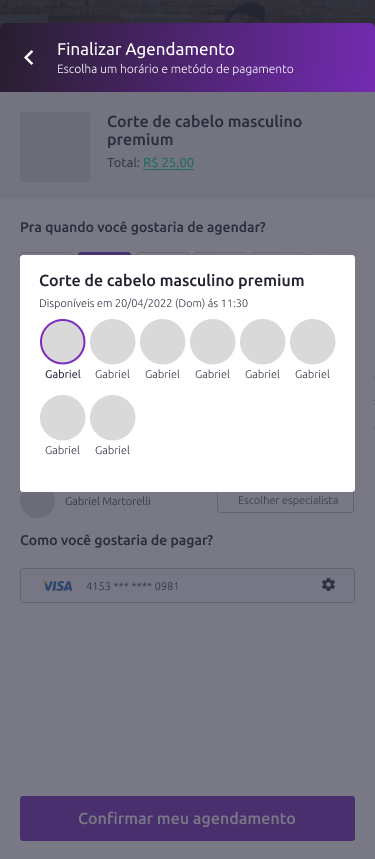 Finalizar Agendamento
Escolha um horário e metódo de pagamento
Corte de cabelo masculino
premium
Total: R$ 25,00
Pra quando você gostaria de agendar?
Corte de cabelo masculino premium
Disponíveis em 20/04/2022 (Dom) ás 11:30
Gabriel Gabriel Gabriel Gabriel Gabriel Gabriel
Gabriel Gabriel
Gabriel Martorelli Escolher especialista
Como você gostaria de pagar?
VISA 4153 *** **** 0981
Confirmar meu agendamento